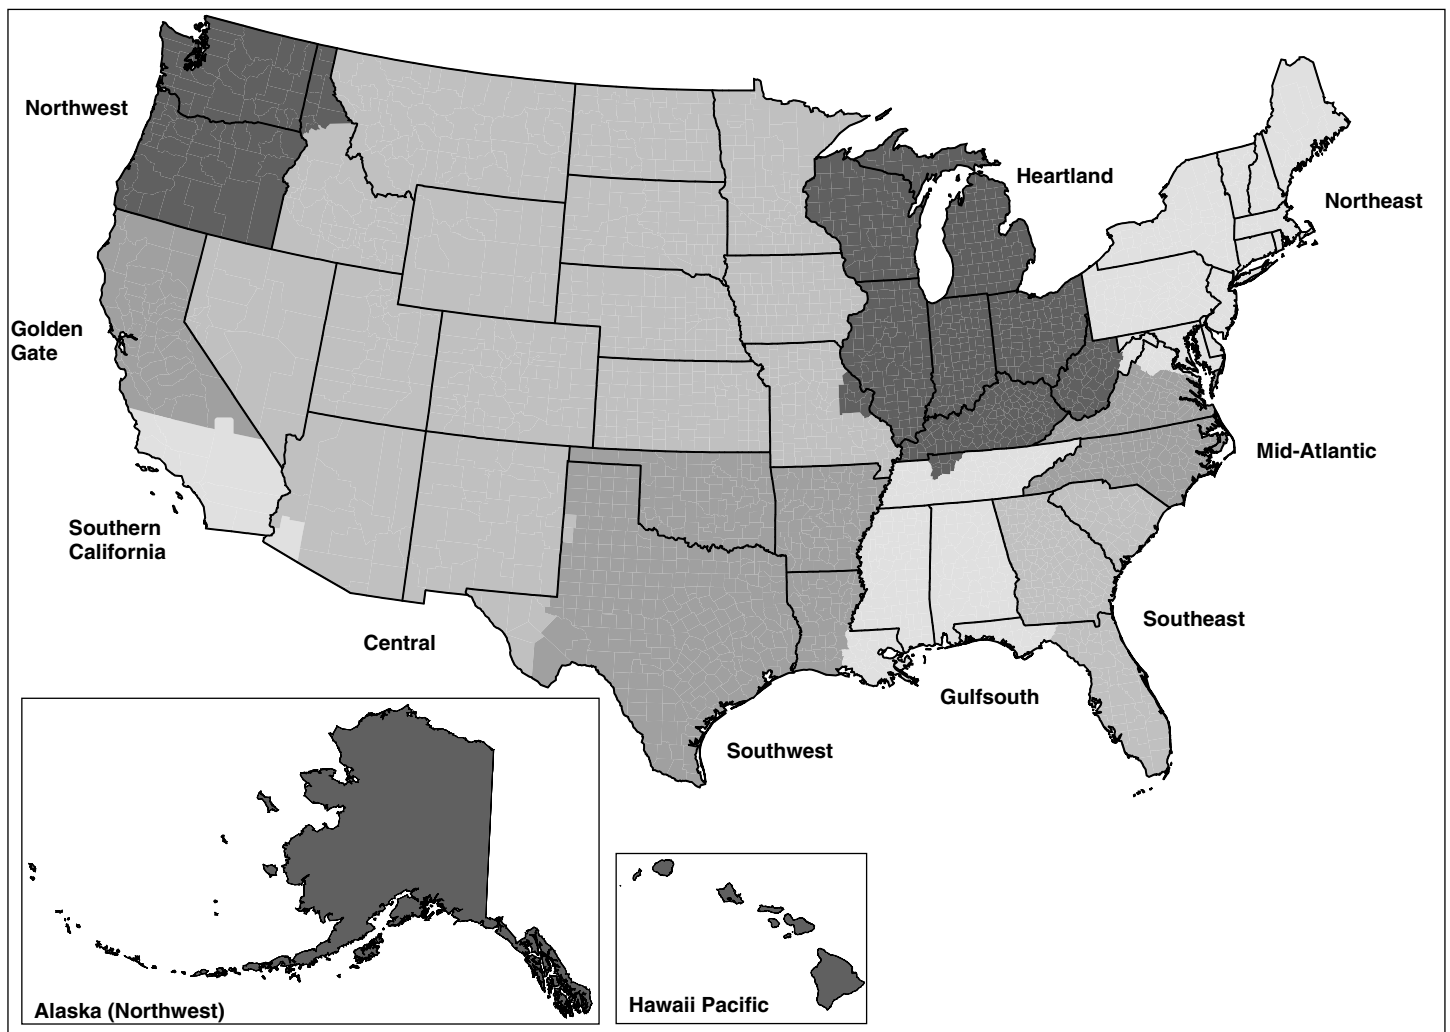 Northwest
Heartland
Northeast
Golden
Gate
Mid-Atlantic
Southern
California
Southeast
Central
Gulfsouth
Southwest
Alaska (Northwest)
Hawaii Pacific